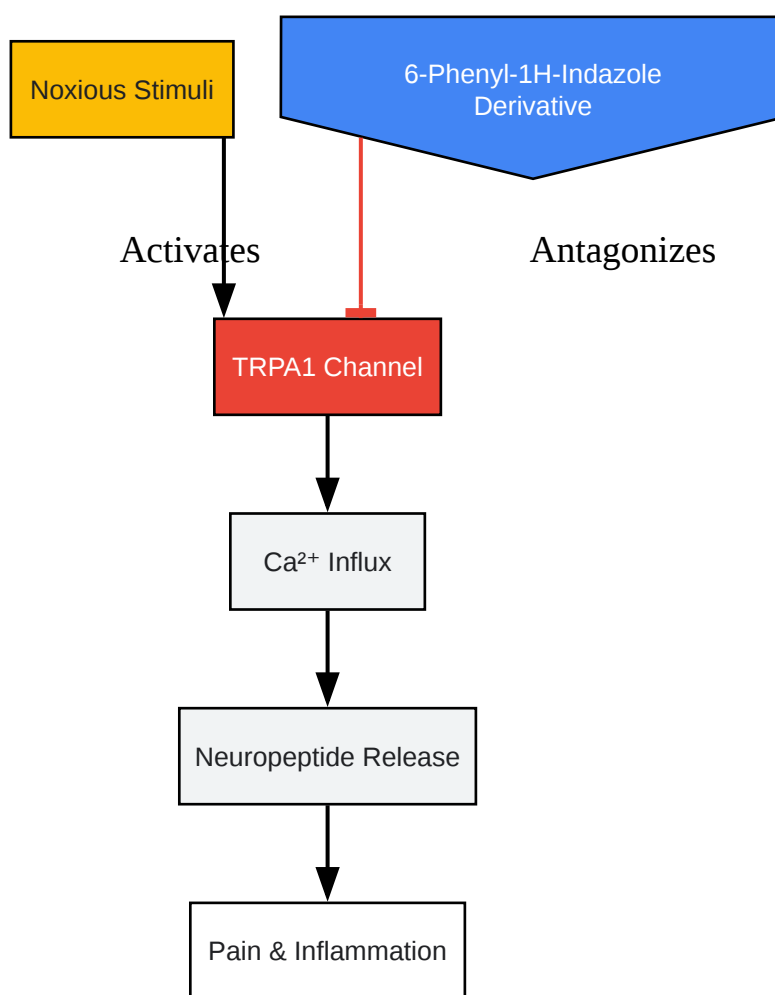 Noxious Stimuli
6-Phenyl-1H-Indazole
Derivative
Activates
Antagonizes
TRPA1 Channel
Ca²⁺ Influx
Neuropeptide Release
Pain & Inflammation